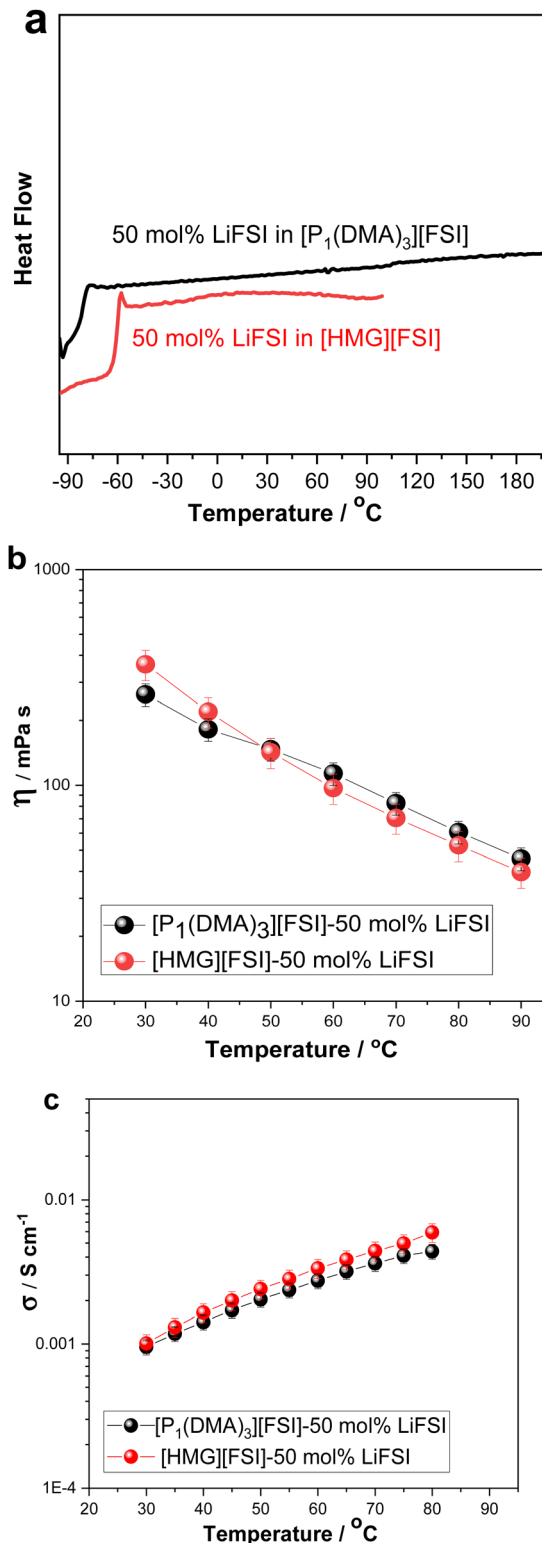 a
Heat Flow
50 mol% LiFSI in [P₁(DMA)₃][FSI]
50 mol% LiFSI in [HMG][FSI]
-90 -60 -30 0 30 60 90 120 150 180
Temperature / ᵒC
b
1000
100
10
η / mPa s
[P₁(DMA)₃][FSI]-50 mol% LiFSI
[HMG][FSI]-50 mol% LiFSI
20 30 40 50 60 70 80 90
Temperature / ᵒC
c
0.01
0.001
1E-4
σ / S cm⁻¹
[P₁(DMA)₃][FSI]-50 mol% LiFSI
[HMG][FSI]-50 mol% LiFSI
20 30 40 50 60 70 80 90
Temperature / ᵒC